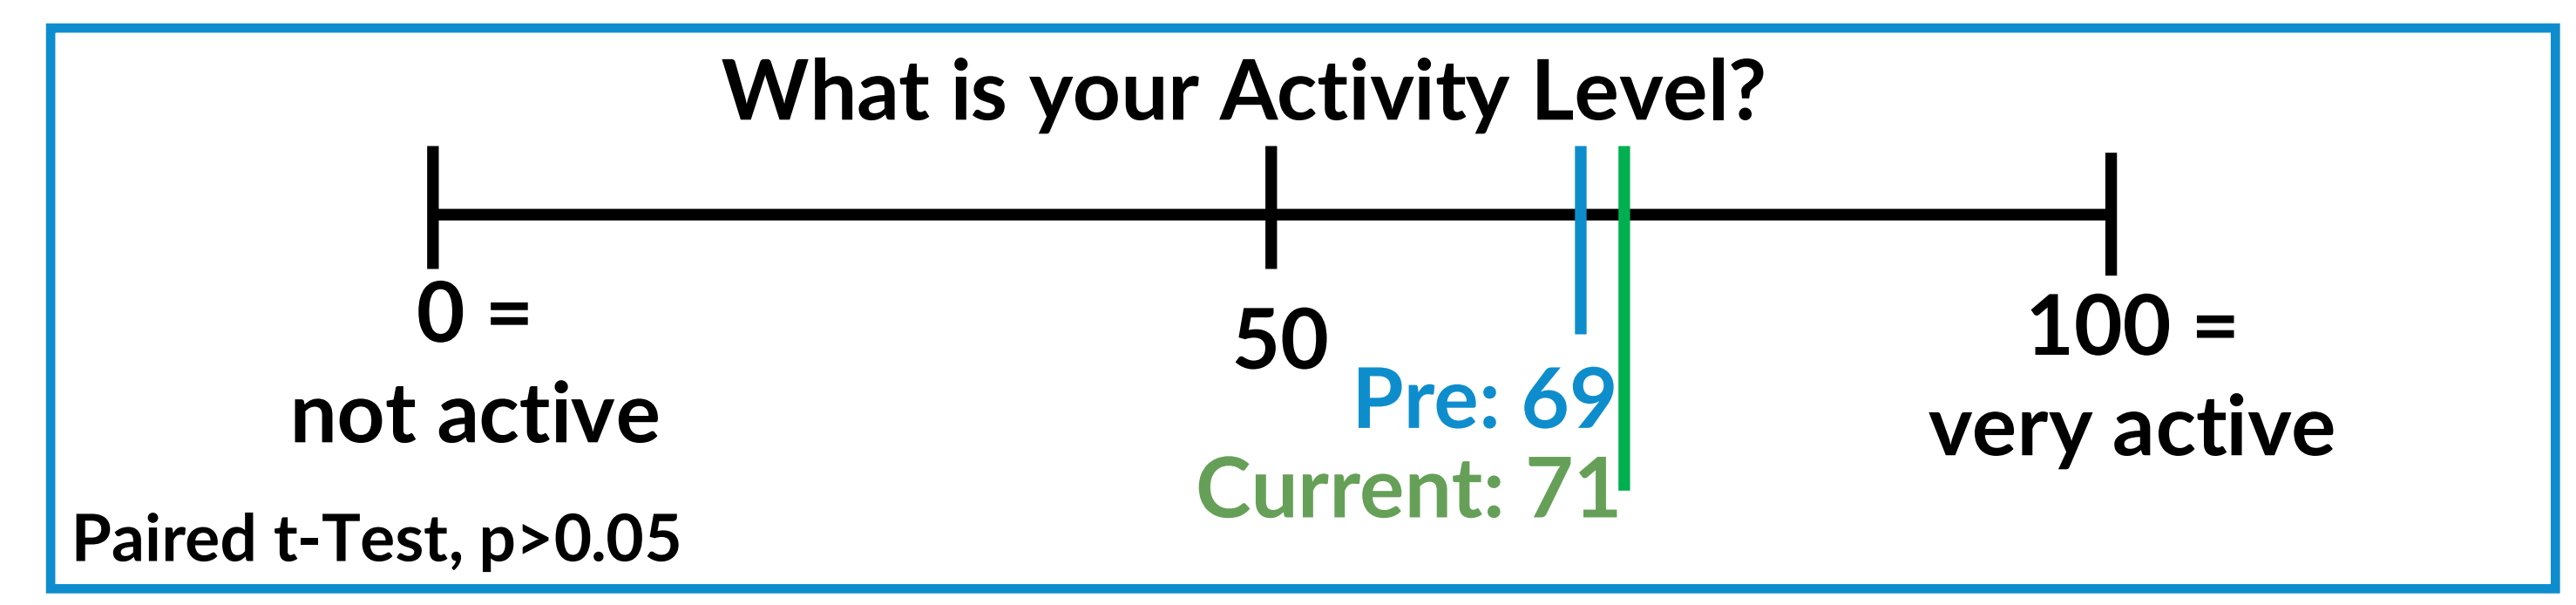 What is your Activity Level?
0 =
not active
50
Pre: 69
Current: 71
100 =
very active
Paired t-Test, p>0.05